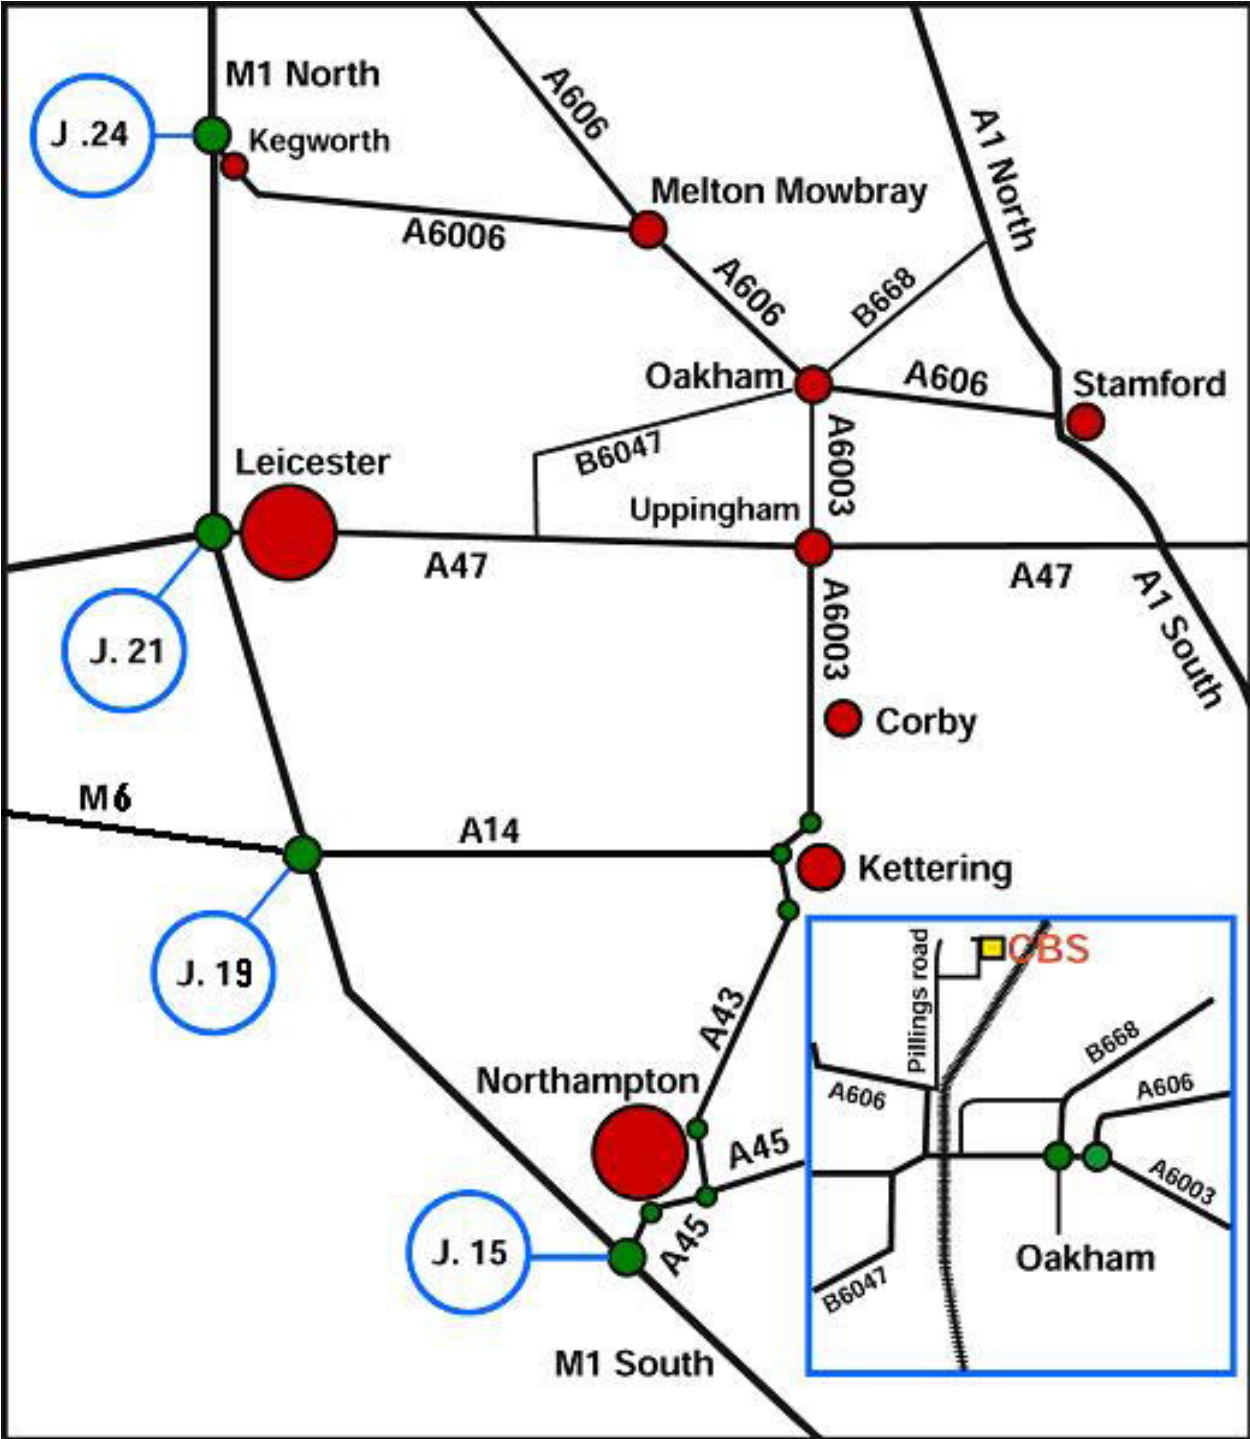 M1 North
J .24
Kegworth
A606
A1 North
Melton Mowbray
A6006
A606
B668
Oakham
A606
Stamford
B6047
A6003
Leicester
Uppingham
A47
A47
J. 21
A6003
A1 South
Corby
M6
A14
Kettering
J. 19
A43
Northampton
A45
J. 15
A45
M1 South
Pillings road
CBS
B668
A606
A606
A6003
Oakham
B6047